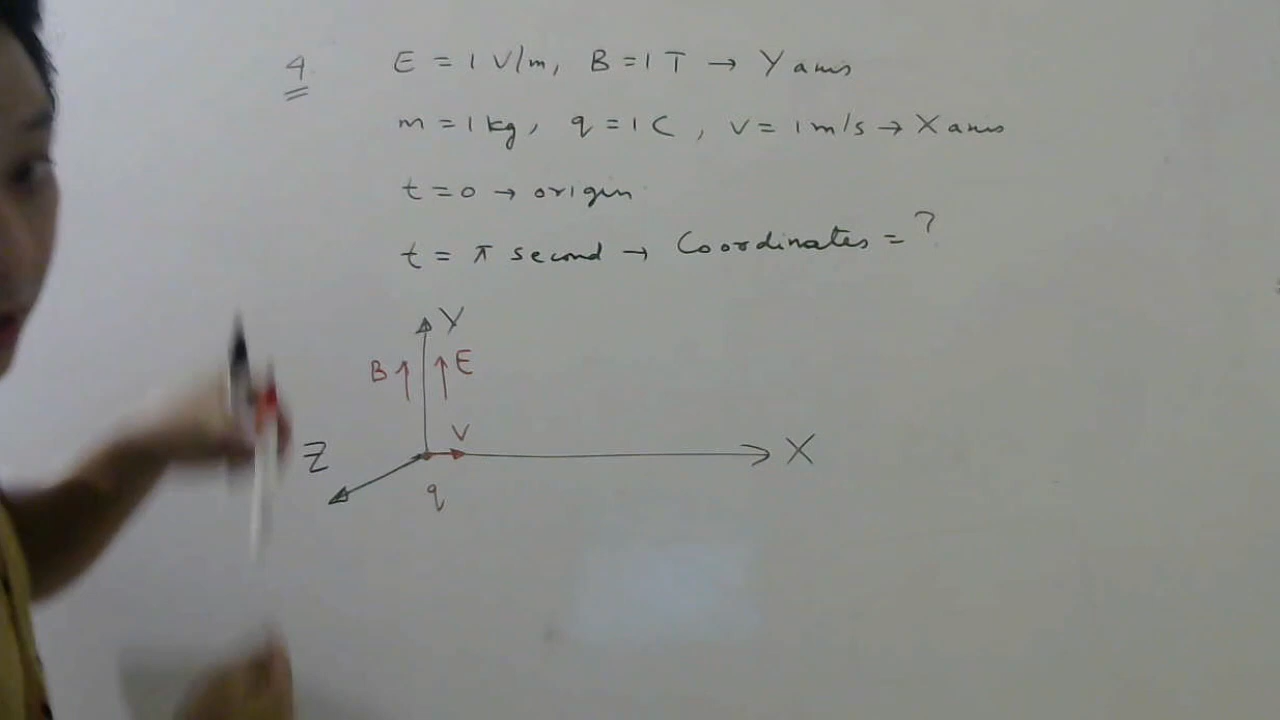 4 E = 1 V/m, B = 1 T → Y axis
m = 1 kg, q = 1 C, v = 1 m/s → X axis
t = 0 → origin
t = π second → Coordinates = ?
Y
B E
V
Z X
q